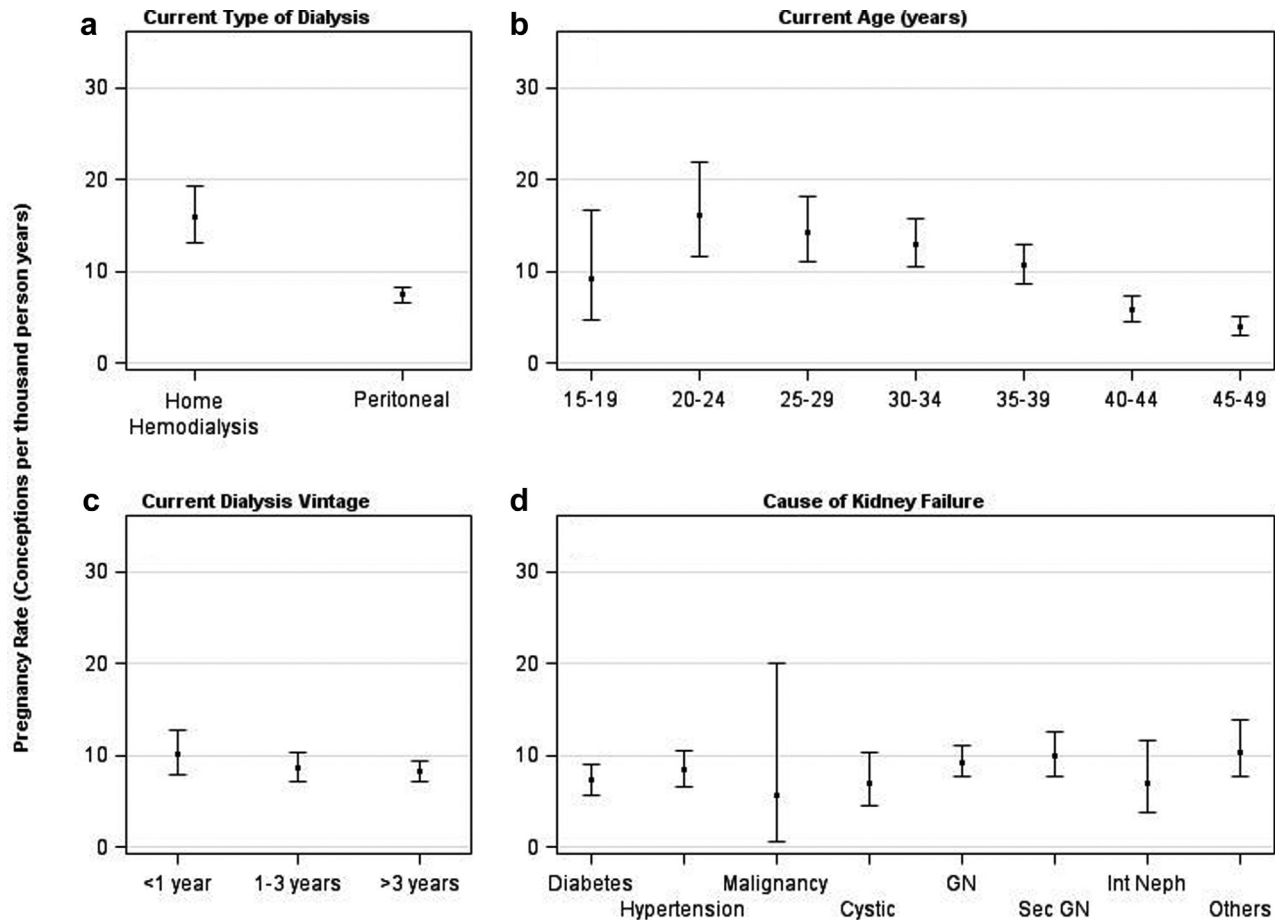 Pregnancy Rate (Conceptions per thousand person years)
a
Current Type of Dialysis
30
20
10
0
Home
Hemodialysis
Peritoneal
b
Current Age (years)
30
20
10
0
15-19 20-24 25-29 30-34 35-39 40-44 45-49
c
Current Dialysis Vintage
30
20
10
0
<1 year 1-3 years >3 years
d
Cause of Kidney Failure
30
20
10
0
Diabetes Malignancy GN Int Neph
Hypertension Cystic Sec GN Others